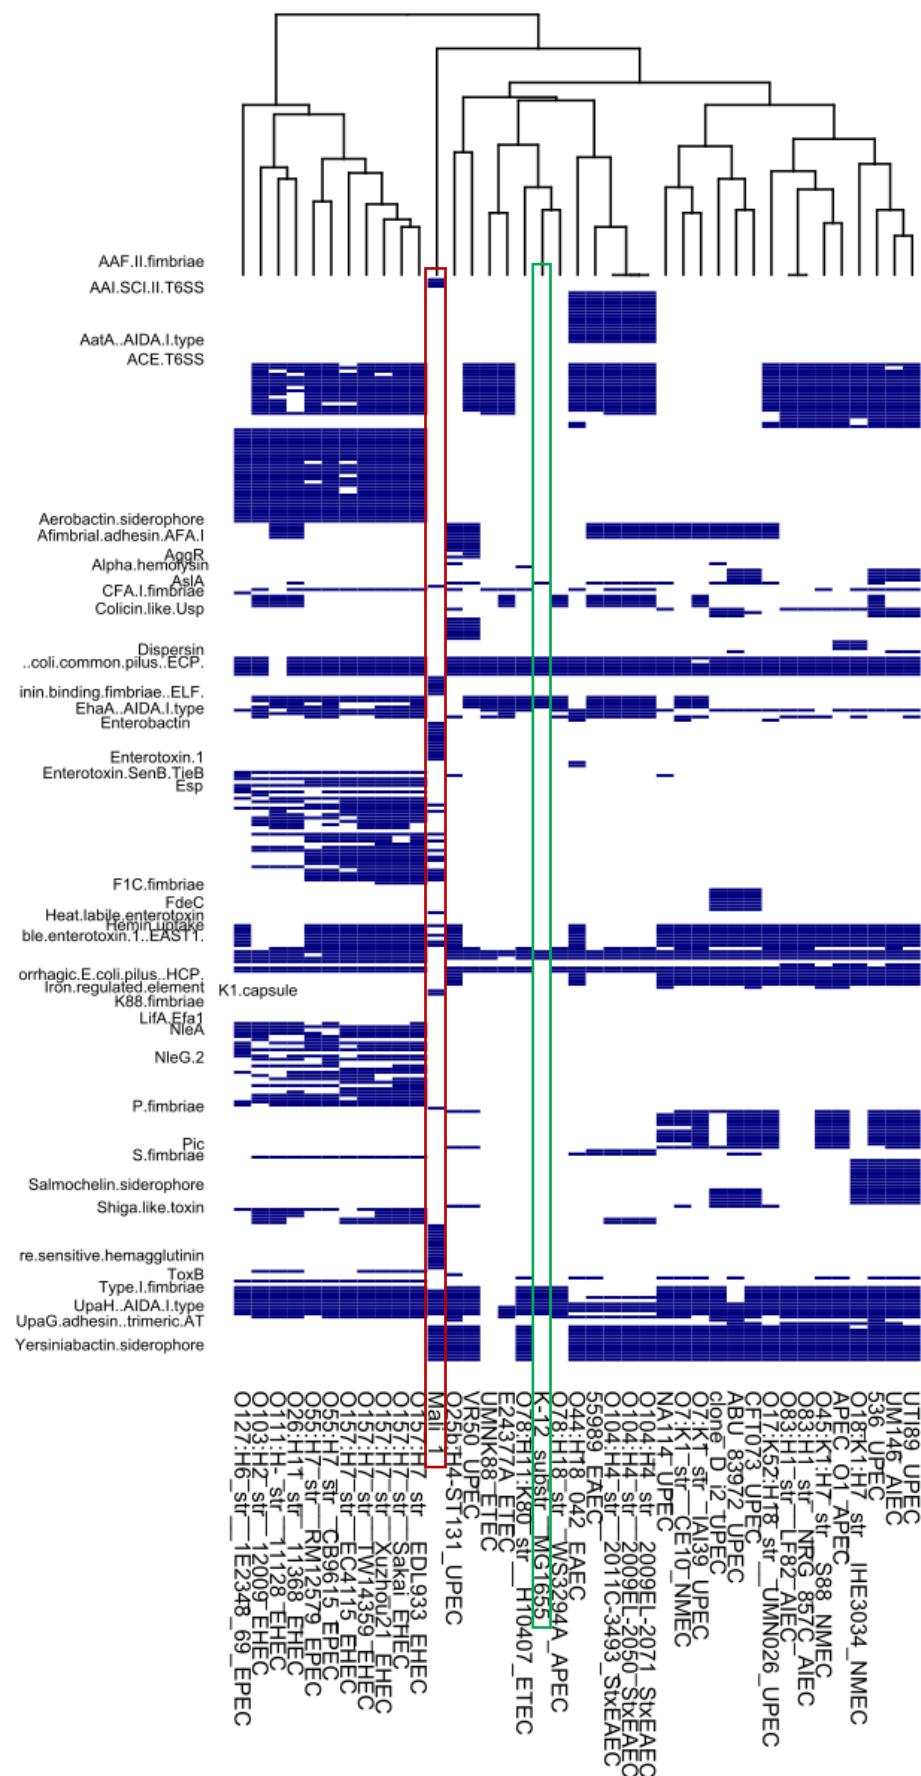 AAF.II.fimbriae
AAI.SCI.II.T6SS
AatA..AIDA.I.type
ACE.T6SS
Aerobactin.siderophore
Afimbrial.adhesin.AFA.I
AggR
Alpha.hemolysin
AslA
CFA.I.fimbriae
Colicin.like.Usp
Dispersin
..coli.common.pilus..ECP.
inin.binding.fimbriae..ELF.
EhaA..AIDA.I.type
Enterobactin
Enterotoxin.1
Enterotoxin.SenB.TieB
Esp
F1C.fimbriae
FdeC
Heat.labile.enterotoxin
Hemin.uptake
ble.enterotoxin.1..EAST1.
orrhagic.E.coli.pilus..HCP.
Iron.regulated.element
K1.capsule
K88.fimbriae
LifA.Efa1
NleA
NleG.2
P.fimbriae
Pic
S.fimbriae
Salmochelin.siderophore
Shiga.like.toxin
re.sensitive.hemagglutinin
ToxB
Type.I.fimbriae
UpaH..AIDA.I.type
UpaG.adhesin..trimeric.AT
Yersiniabactin.siderophore
O127:H6_str__1E2348_69_EPEC
O103:H2_str__12009_EHEC
O111:H-_str__11128_EHEC
O26:H11_str__11368_EHEC
O55:H7_str__RM12579_EPEC
O55:H7_str__CB9615_EPEC
O157:H7_str__EC4115_EHEC
O157:H7_str__TW14359_EHEC
O157:H7_str__Xuzhou21_EHEC
O157:H7_str__Sakai_EHEC
O157:H7_str__EDL933_EHEC
Mali_1
O25b:H4-ST131_UPEC
VR50_UPEC
UMNK88_ETEC
E24377A_ETEC
O78:H11:K80_str__H10407_ETEC
K-12_substr__MG1655
O78:H18_str__WS3294A_APEC
O44:H18_042_EAEC
55989_EAEC
O104:H4_str__2011C-3493_StxEAEC
O104:H4_str__2009EL-2050_StxEAEC
O104:H4_str__2009EL-2071_StxEAEC
NA114_UPEC
O7:K1_str__CE10_NMEC
O7:K1_str__IAI39_UPEC
clone_D_i2_UPEC
ABU_83972_UPEC
CFT073_UPEC
O17:K52:H18_str__UMN026_UPEC
O83:H1_str__LF82_AIEC
O83:H1_str__NRG_857C_AIEC
O45:K1:H7_str__S88_NMEC
APEC_O1_APEC
O18:K1:H7_str__IHE3034_NMEC
536_UPEC
UM146_AIEC
UTI89_UPEC